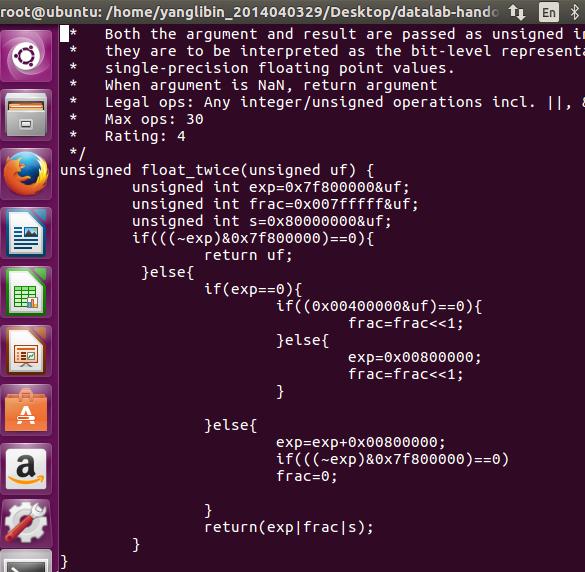 root@ubuntu: /home/yanglibin_2014040329/Desktop/datalab-hando En
*   Both the argument and result are passed as unsigned in
*   they are to be interpreted as the bit-level representa
*   single-precision floating point values.
*   When argument is NaN, return argument
*   Legal ops: Any integer/unsigned operations incl. ||, &
*   Max ops: 30
*   Rating: 4
*/
unsigned float_twice(unsigned uf) {
        unsigned int exp=0x7f800000&uf;
        unsigned int frac=0x007fffff&uf;
        unsigned int s=0x80000000&uf;
        if(((~exp)&0x7f800000)==0){
                return uf;
         }else{
                if(exp==0){
                        if((0x00400000&uf)==0){
                                frac=frac<<1;
                        }else{
                                exp=0x00800000;
                                frac=frac<<1;
                        }
                }else{
                        exp=exp+0x00800000;
                        if(((~exp)&0x7f800000)==0)
                        frac=0;
                }
                return(exp|frac|s);
        }
}